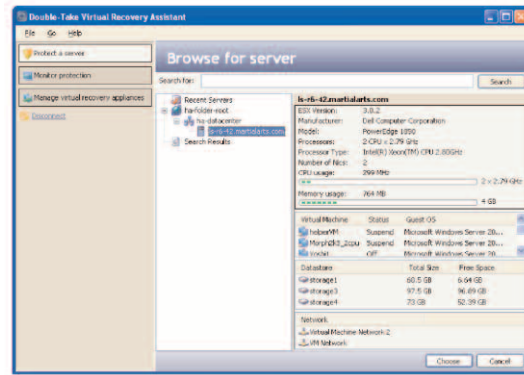 Double-Take Virtual Recovery Assistant
File Go Help
Protect a server
Monitor protection
Manage virtual recovery appliances
Disconnect
Browse for server
Search for:
Search
Recent Servers
ha-folder-root
ha-datacenter
ls-r6-42.martialarts.com
Search Results
ls-r6-42.martialarts.com
ESX Version: 3.0.2
Manufacturer: Dell Computer Corporation
Model: PowerEdge 1850
Processors: 2 CPU x 2.79 GHz
Processor Type: Intel(R) Xeon(TM) CPU 2.80GHz
Number of Nics: 2
CPU usage: 299 MHz
2 x 2.79 GHz
Memory usage: 764 MB
4 GB
Virtual Machine Status Guest OS
helperVM Suspend Microsoft Windows Server 20...
Morph2k3_2cpu Suspend Microsoft Windows Server 20...
Off Microsoft Windows Server 20...
Datastore Total Size Free Space
storage1 60.5 GB 6.64 GB
storage3 97.5 GB 96.89 GB
storage4 73 GB 52.39 GB
Network
Virtual Machine Network 2
VM Network
Choose Cancel